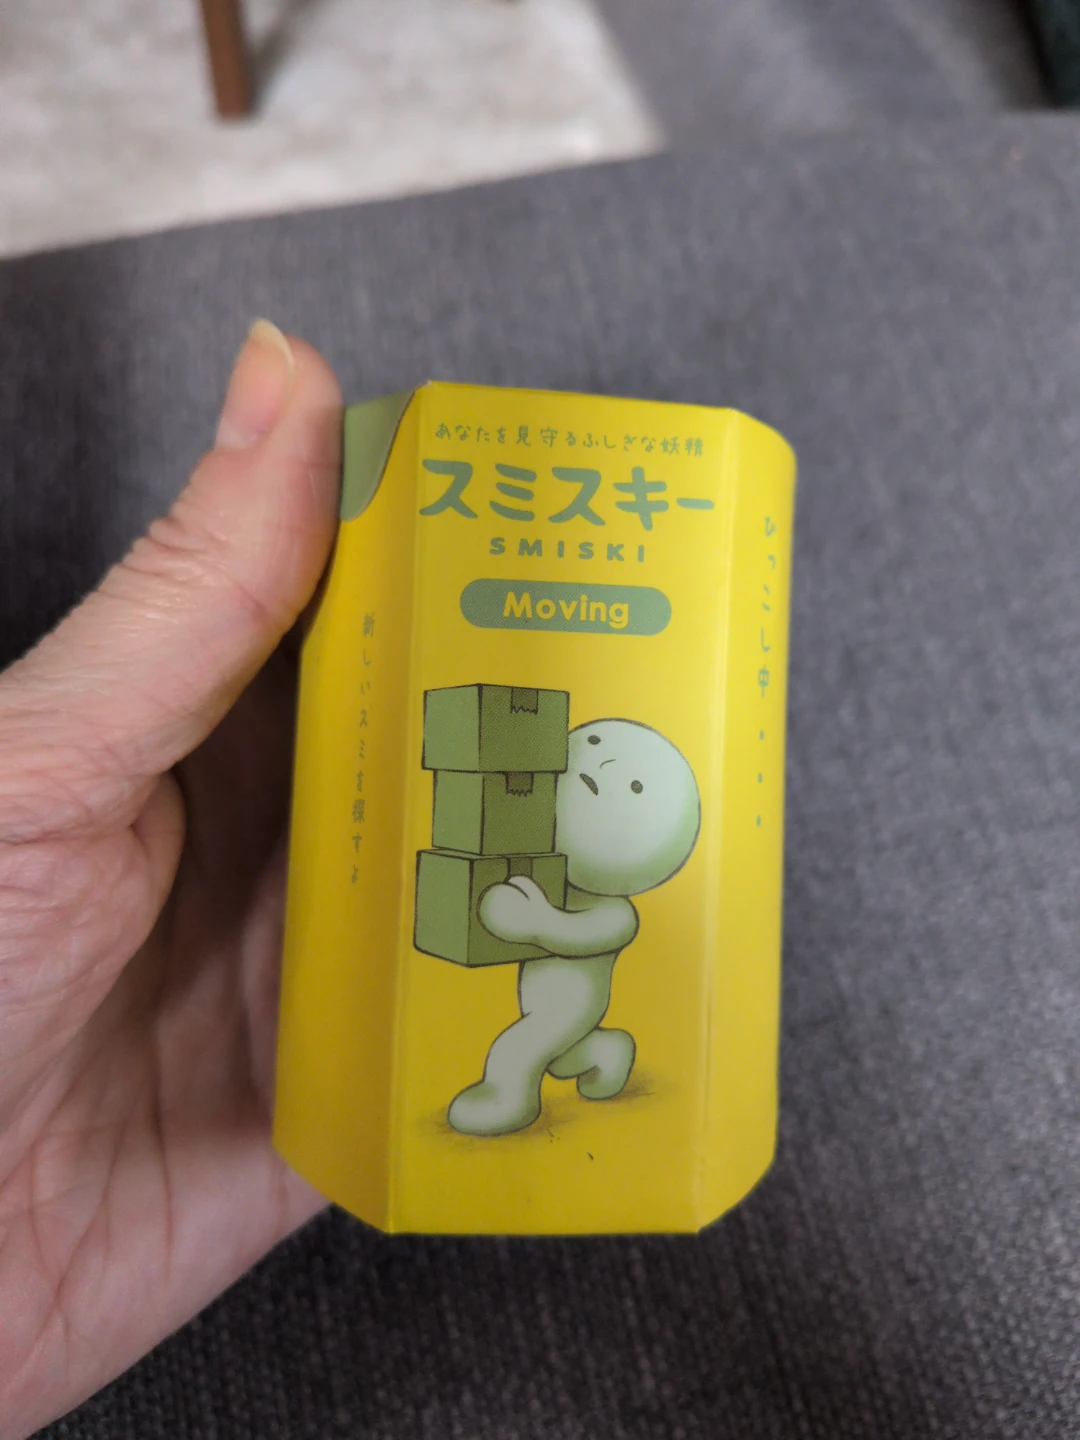 あなたを見守るふしぎな妖精
スミスキー
SMISKI
Moving
新しいスミを探すよ
ひっこし中・・・